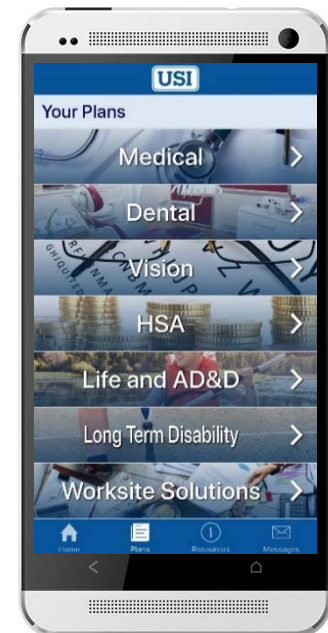 USI
Your Plans
Medical
Dental
Vision
HSA
Life and AD&D
Long Term Disability
Worksite Solutions
Home Plans Resources Messages